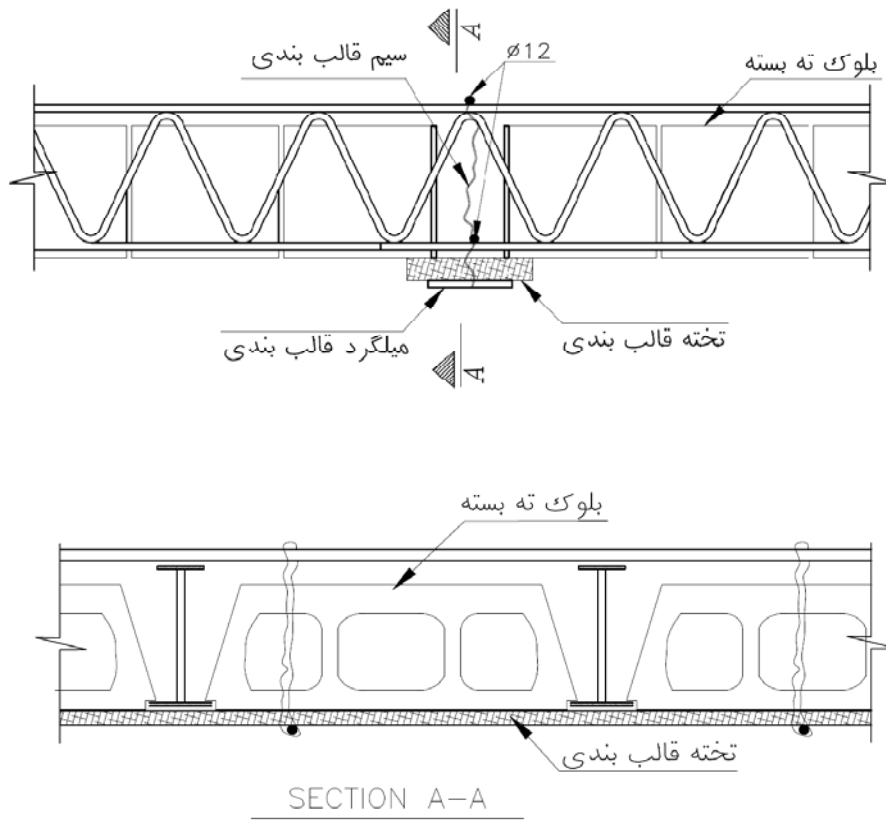 A
سیم قالب بندی
ø12
بلوک ته بسته
میلگرد قالب بندی
تخته قالب بندی
A
بلوک ته بسته
تخته قالب بندی
SECTION A-A